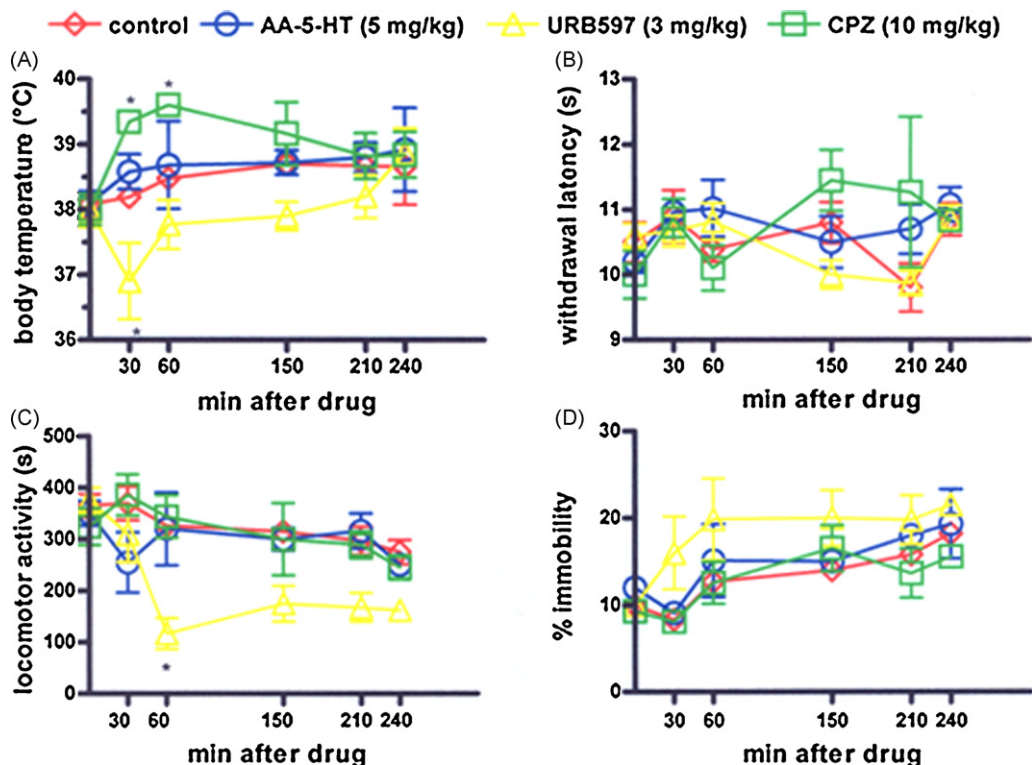 control AA-5-HT (5 mg/kg) URB597 (3 mg/kg) CPZ (10 mg/kg)
(A)
body temperature (°C)
40
39
38
37
36
* *
*
30 60 150 210 240
min after drug
(B)
withdrawal latency (s)
13
12
11
10
9
30 60 150 210 240
min after drug
(C)
locomotor activity (s)
500
400
300
200
100
0
*
30 60 150 210 240
min after drug
(D)
% immobility
30
20
10
0
30 60 150 210 240
min after drug